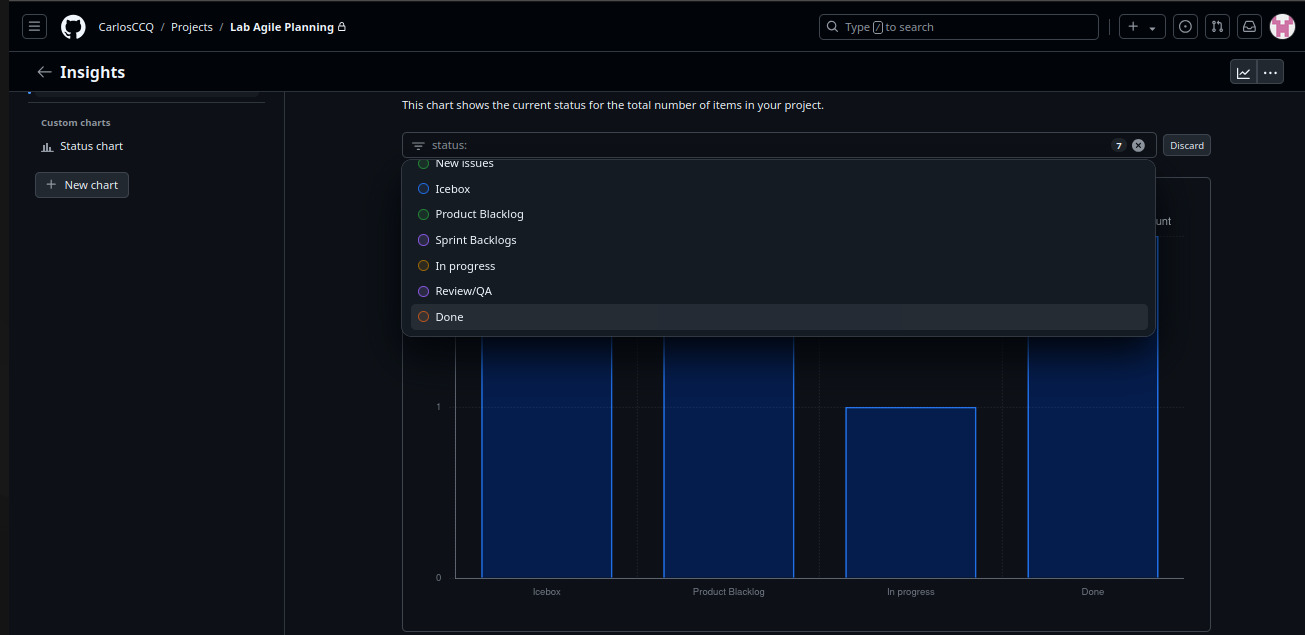 CarlosCCQ / Projects / Lab Agile Planning
Type / to search
Insights
This chart shows the current status for the total number of items in your project.
Custom charts
Status chart
New chart
status:
7
Discard
New issues
Icebox
Product Blacklog
Sprint Backlogs
In progress
Review/QA
Done
unt
1
0
Icebox
Product Blacklog
In progress
Done